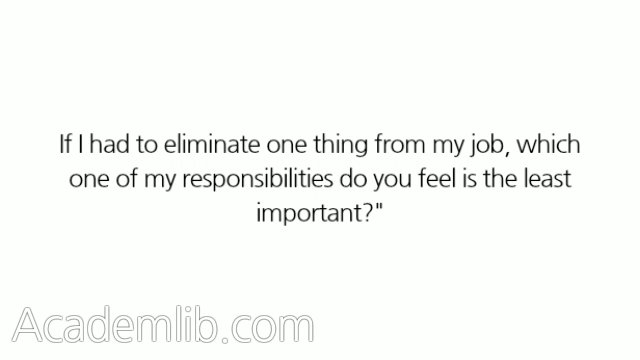 If I had to eliminate one thing from my job, which
one of my responsibilities do you feel is the least
important?"
Academlib.com